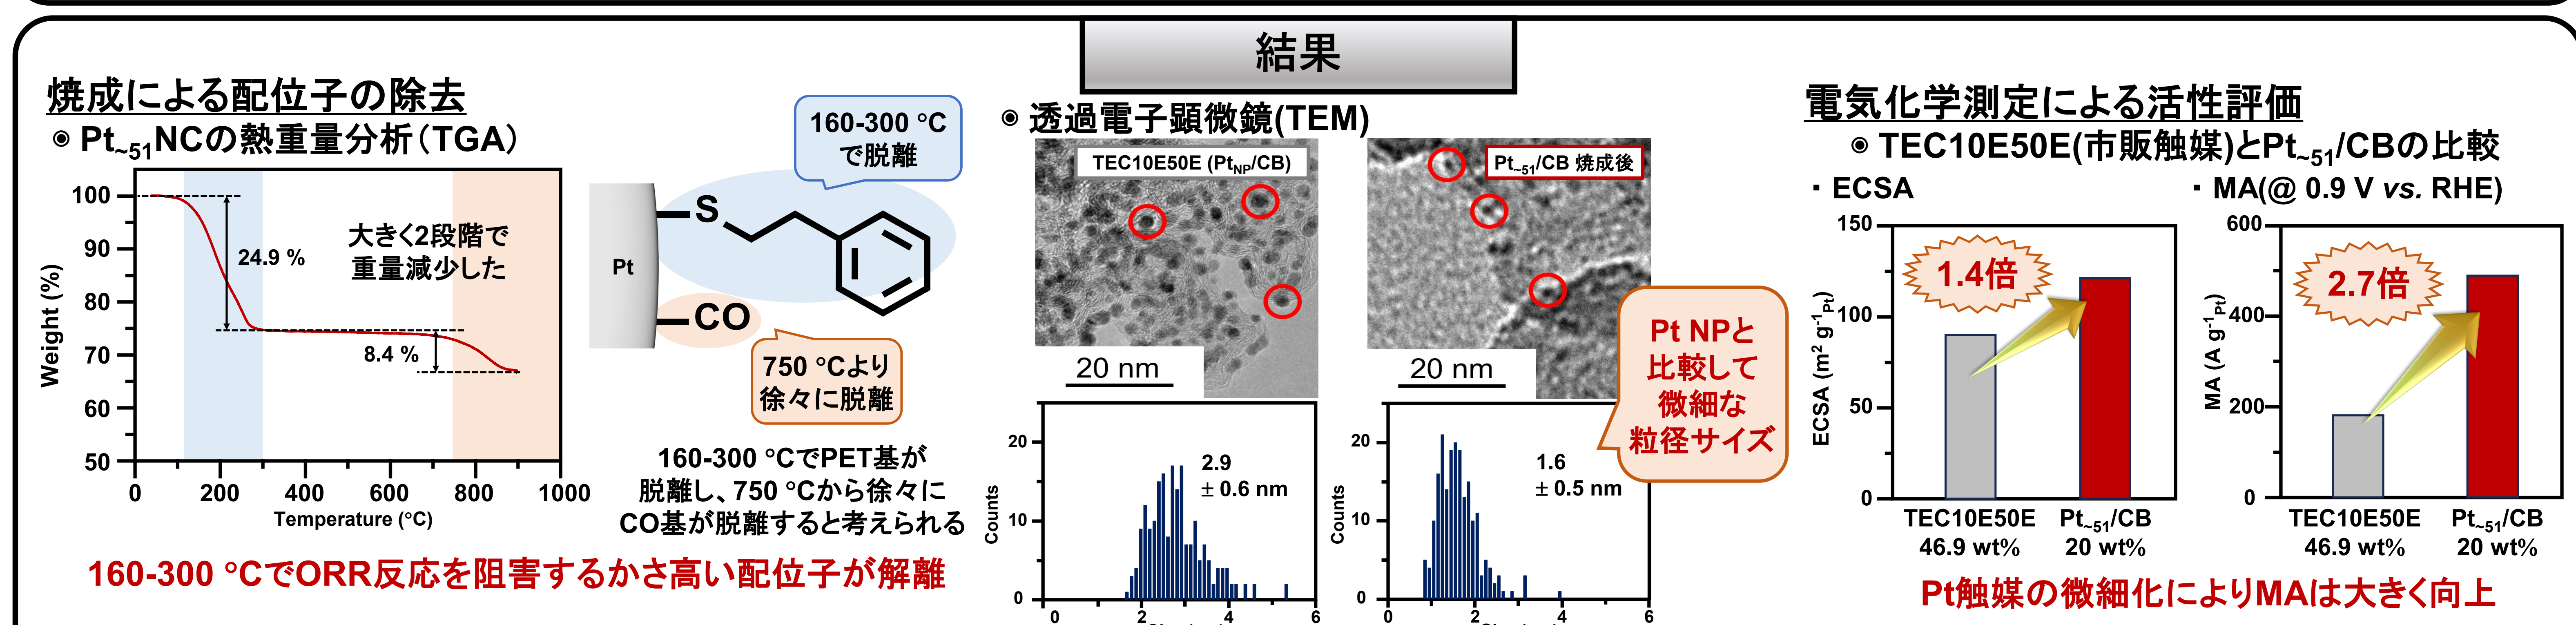 結果
焼成による配位子の除去
◉ Pt~51NCの熱重量分析（TGA）
Weight (%)
100
90
80
70
60
50
0
200
400
600
800
1000
Temperature (°C)
24.9 %
8.4 %
大きく2段階で
重量減少した
160-300 °C
で脱離
Pt
S
CO
750 °Cより
徐々に脱離
160-300 °CでPET基が
脱離し、750 °Cから徐々に
CO基が脱離すると考えられる
160-300 °CでORR反応を阻害するかさ高い配位子が解離
◉ 透過電子顕微鏡(TEM)
TEC10E50E (PtNP/CB)
20 nm
Pt~51/CB 焼成後
20 nm
Pt NPと
比較して
微細な
粒径サイズ
Counts
20
10
0
2.9
± 0.6 nm
0
2
4
6
Counts
20
10
0
1.6
± 0.5 nm
0
2
4
6
電気化学測定による活性評価
◉ TEC10E50E(市販触媒)とPt~51/CBの比較
・ECSA
ECSA (m² g⁻¹Pt)
150
100
50
0
1.4倍
TEC10E50E
46.9 wt%
Pt~51/CB
20 wt%
・MA(@ 0.9 V vs. RHE)
MA (A g⁻¹Pt)
600
400
200
0
2.7倍
TEC10E50E
46.9 wt%
Pt~51/CB
20 wt%
Pt触媒の微細化によりMAは大きく向上